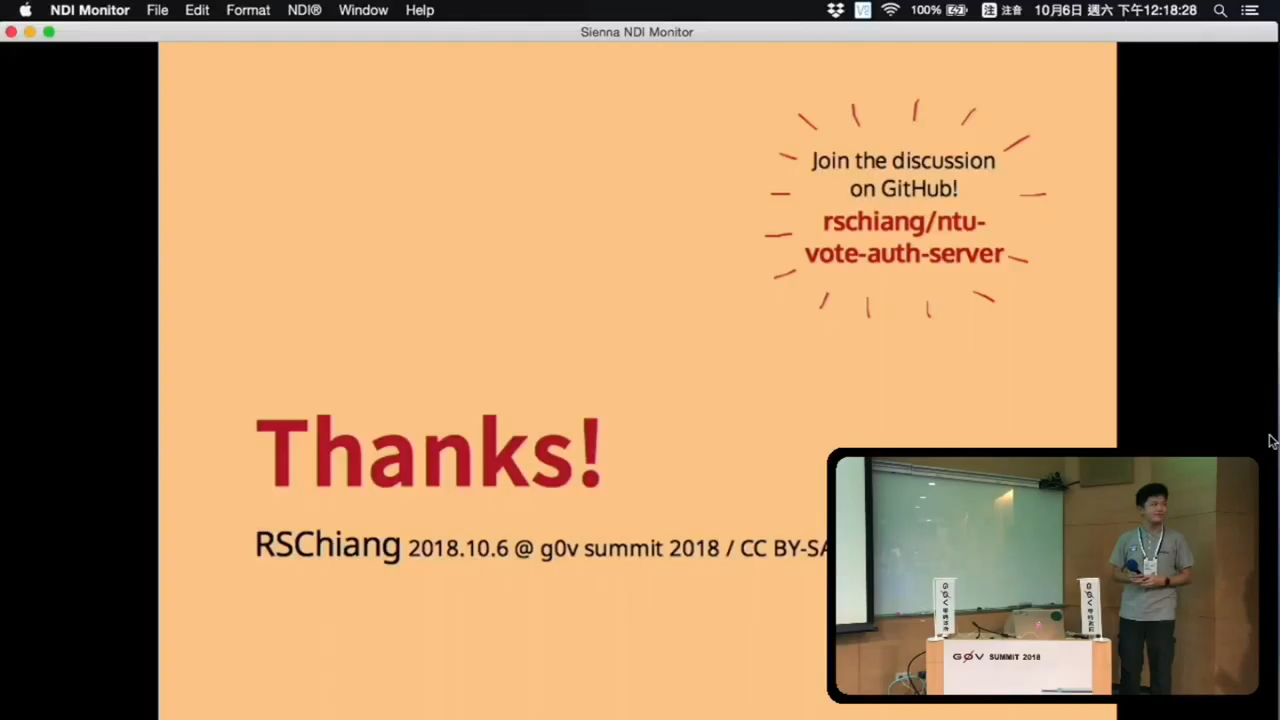 NDI Monitor File Edit Format NDI® Window Help 100% 注 注音 10月6日 週六 下午12:18:28
Sienna NDI Monitor
Join the discussion
on GitHub!
rschiang/ntu-
vote-auth-server
Thanks!
RSChiang 2018.10.6 @ g0v summit 2018 / CC BY-SA
G0V SUMMIT 2018